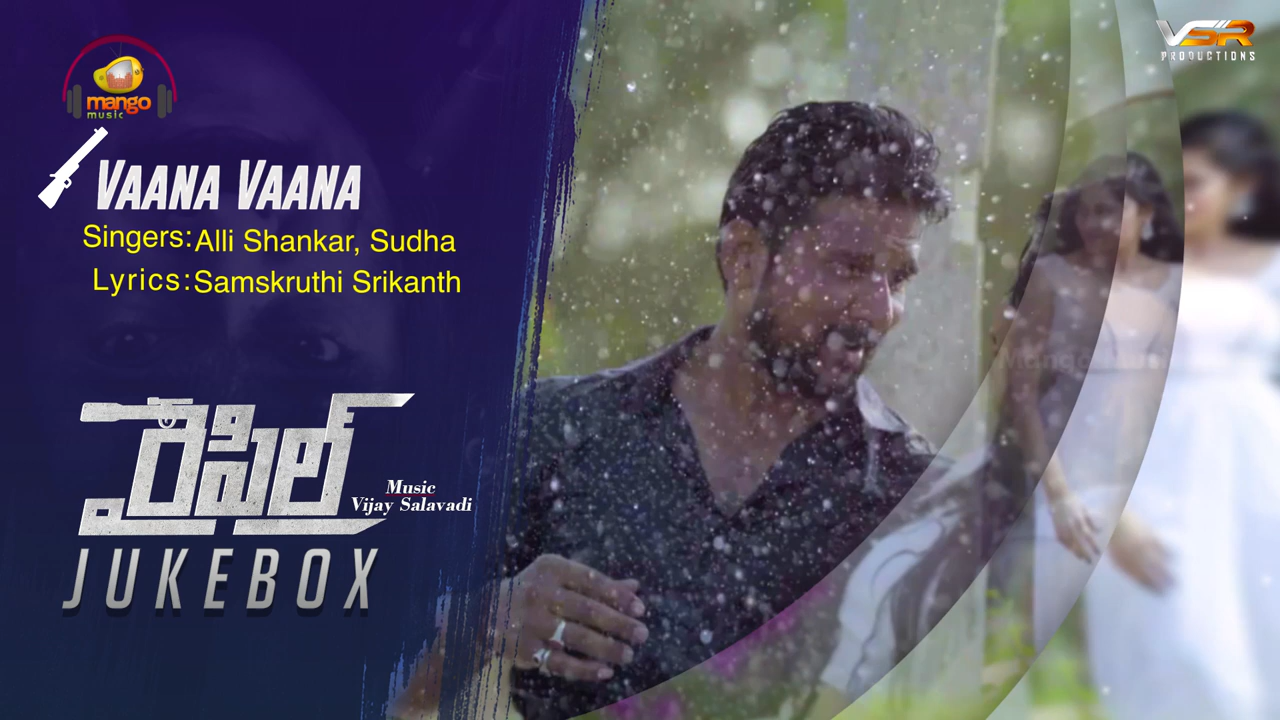 mango
music
VSR
PRODUCTIONS
VAANA VAANA
Singers: Alli Shankar, Sudha
Lyrics: Samskruthi Srikanth
రైఫిల్
Music
Vijay Salavadi
JUKEBOX